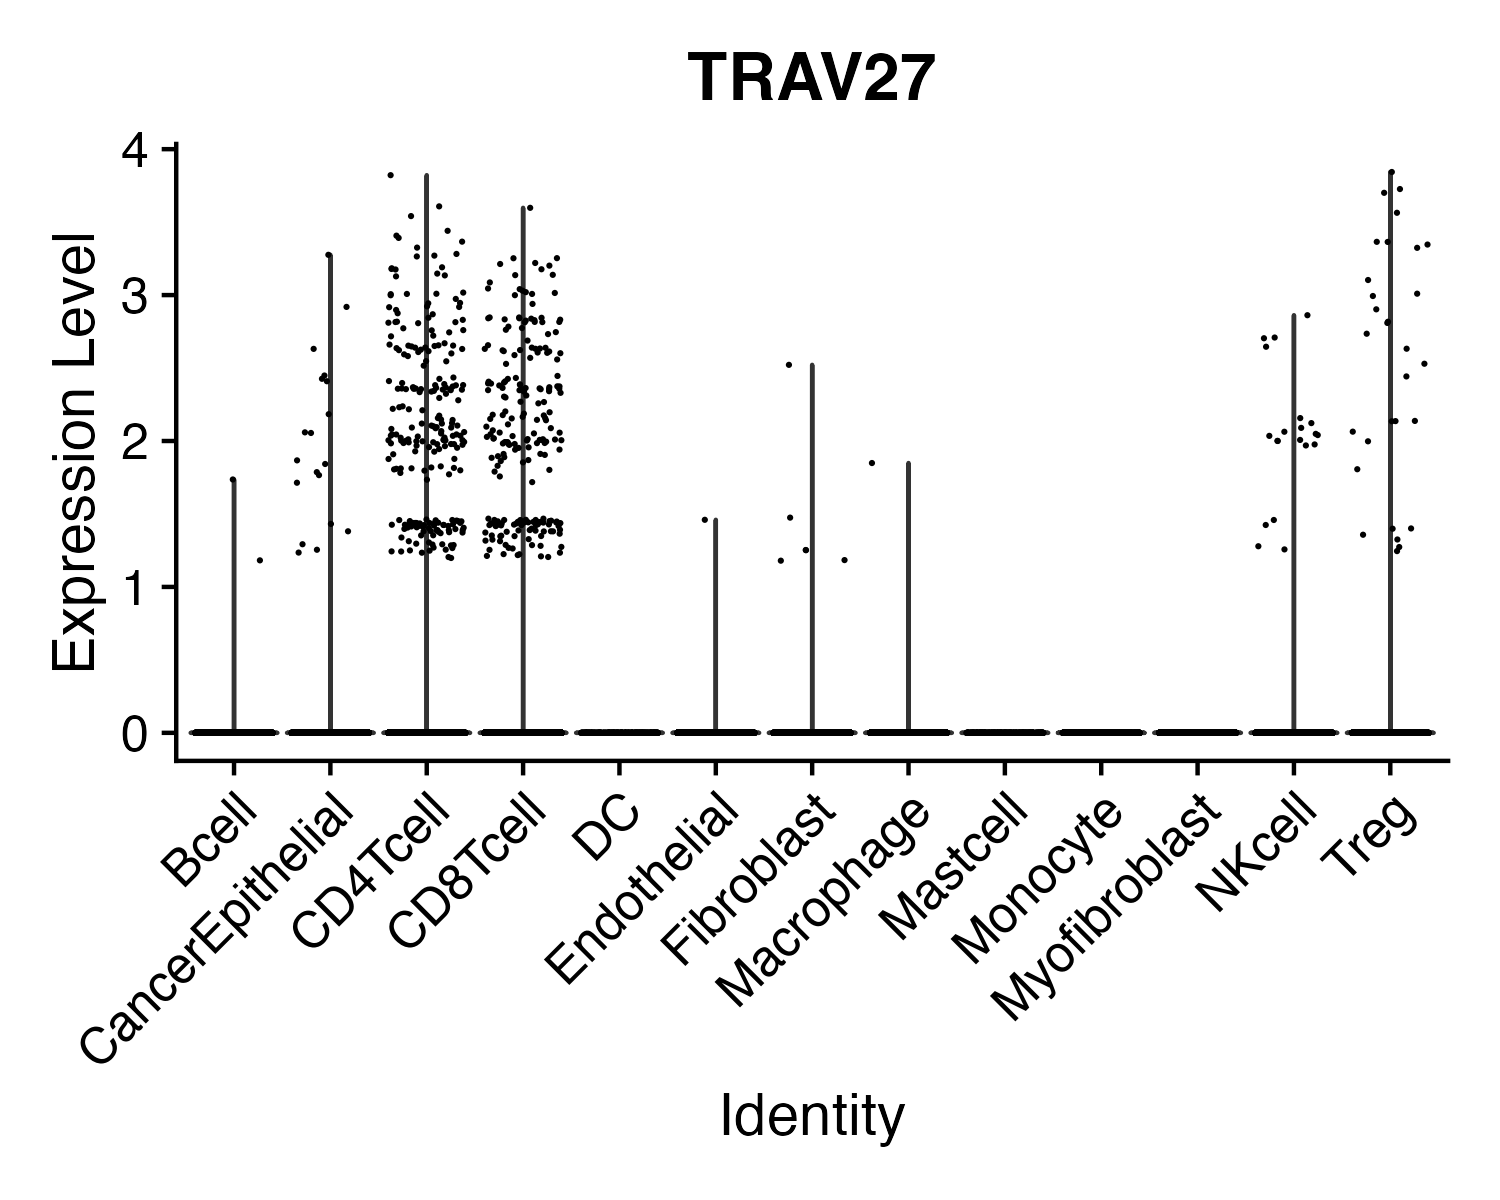 TRAV27
Expression Level
4
3
2
1
0
Bcell
CancerEpithelial
CD4Tcell
CD8Tcell
DC
Endothelial
Fibroblast
Macrophage
Mastcell
Monocyte
Myofibroblast
NKcell
Treg
Identity